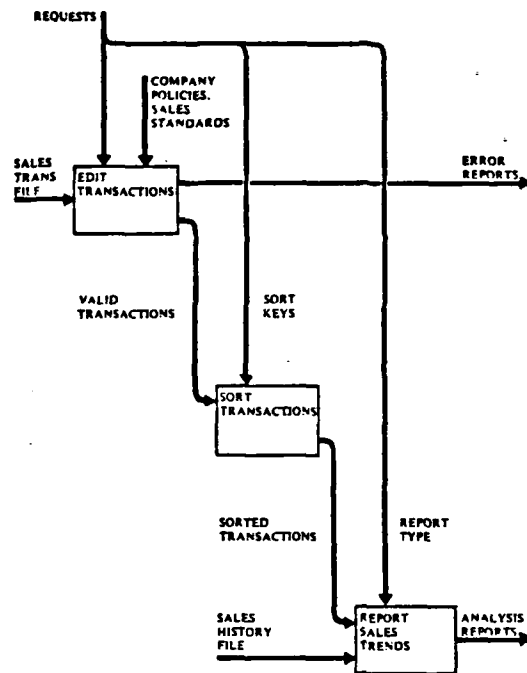 REQUESTS
COMPANY
POLICIES,
SALES
STANDARDS
SALES
TRANS
FILE
EDIT
TRANSACTIONS
ERROR
REPORTS
VALID
TRANSACTIONS
SORT
KEYS
SORT
TRANSACTIONS
SORTED
TRANSACTIONS
REPORT
TYPE
SALES
HISTORY
FILE
REPORT
SALES
TRENDS
ANALYSIS
REPORTS